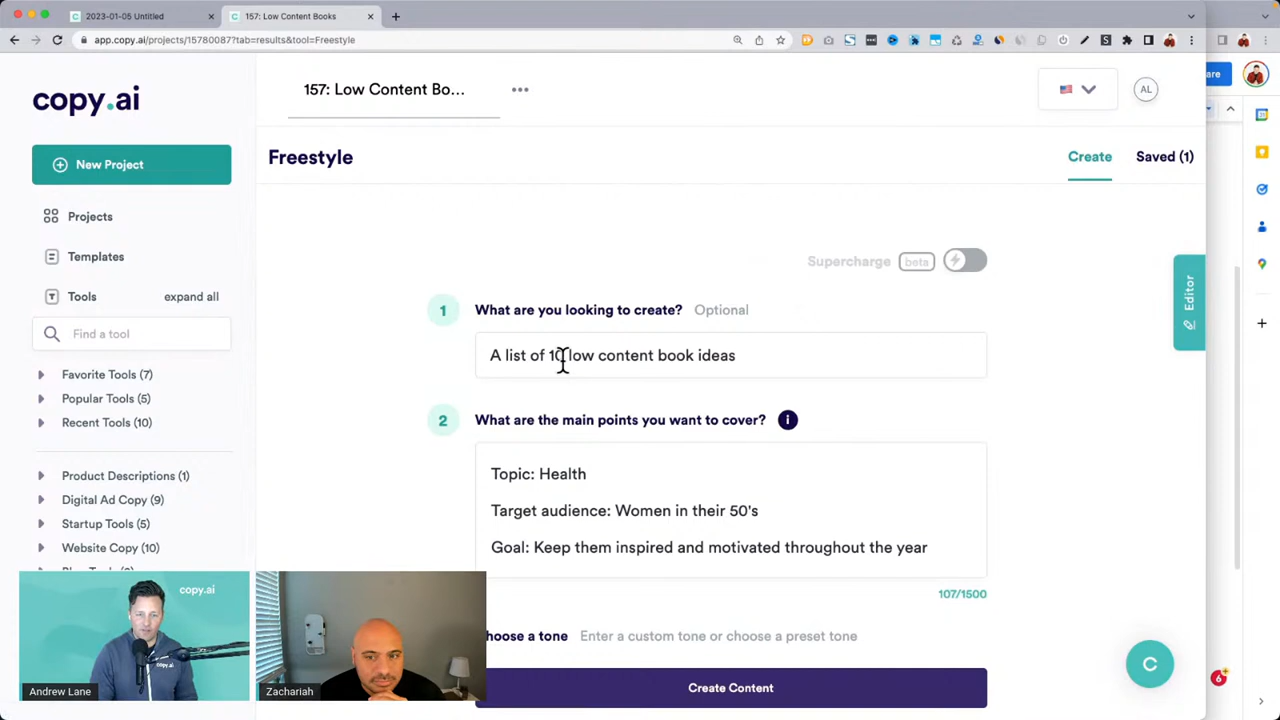 2023-01-05 Untitled
157: Low Content Books
app.copy.ai/projects/15780087?tab=results&tool=Freestyle
copy.ai
157: Low Content Bo...
AL
are
New Project
Freestyle
Create
Saved (1)
Projects
Templates
Tools
expall all
Find a tool
Favorite Tools (7)
Popular Tools (5)
Recent Tools (10)
Product Descriptions (1)
Digital Ad Copy (9)
Startup Tools (5)
Website Copy (10)
Supercharge
beta
1
What are you looking to create?
Optional
A list of 10 low content book ideas
2
What are the main points you want to cover?
i
Topic: Health
Target audience: Women in their 50's
Goal: Keep them inspired and motivated throughout the year
107/1500
hoose a tone
Enter a custom tone or choose a preset tone
Create Content
Editor
C
6
copy.ai
copy.ai
Andrew Lane
Zachariah